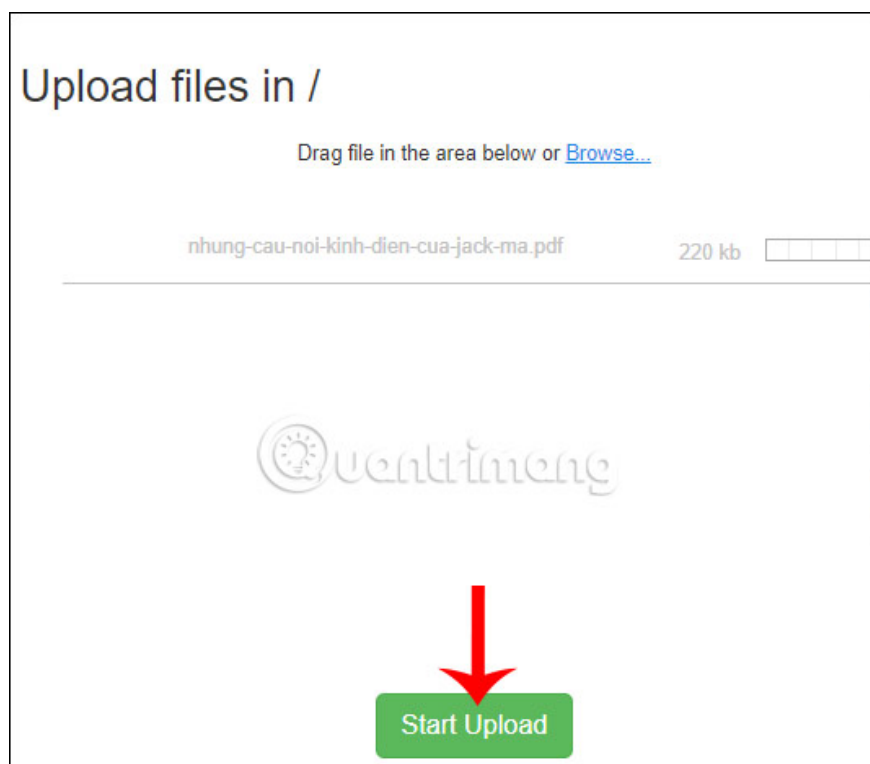 Upload files in /
Drag file in the area below or Browse...
nhung-cau-noi-kinh-dien-cua-jack-ma.pdf 220 kb
Quantrimang
Start Upload